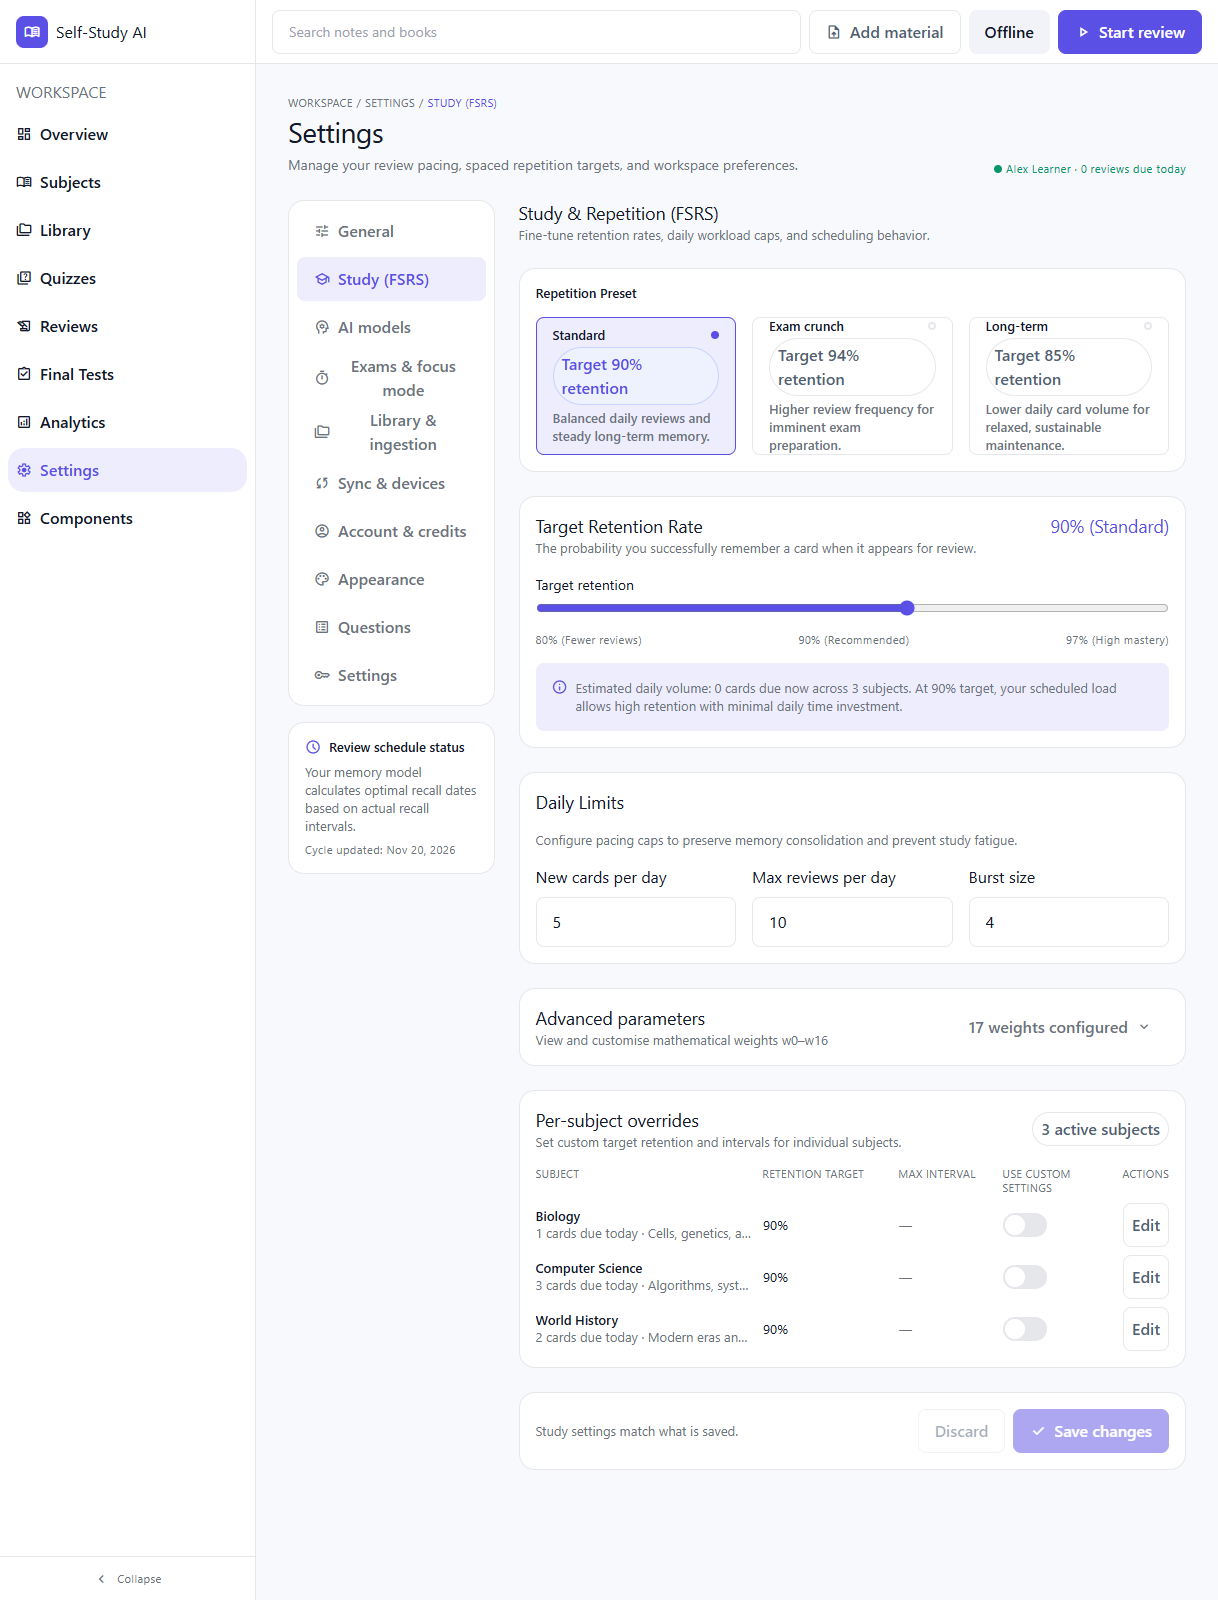 Self-Study AI
Search notes and books
Add material
Offline
Start review
WORKSPACE
Overview
Subjects
Library
Quizzes
Reviews
Final Tests
Analytics
Settings
Components
Collapse
WORKSPACE / SETTINGS / STUDY (FSRS)
Settings
Manage your review pacing, spaced repetition targets, and workspace preferences.
Alex Learner · 0 reviews due today
General
Study (FSRS)
AI models
Exams & focus
mode
Library &
ingestion
Sync & devices
Account & credits
Appearance
Questions
Settings
Review schedule status
Your memory model
calculates optimal recall dates
based on actual recall
intervals.
Cycle updated: Nov 20, 2026
Study & Repetition (FSRS)
Fine-tune retention rates, daily workload caps, and scheduling behavior.
Repetition Preset
Standard
Target 90%
retention
Balanced daily reviews and
steady long-term memory.
Exam crunch
Target 94%
retention
Higher review frequency for
imminent exam
preparation.
Long-term
Target 85%
retention
Lower daily card volume for
relaxed, sustainable
maintenance.
Target Retention Rate
90% (Standard)
The probability you successfully remember a card when it appears for review.
Target retention
80% (Fewer reviews)
90% (Recommended)
97% (High mastery)
Estimated daily volume: 0 cards due now across 3 subjects. At 90% target, your scheduled load
allows high retention with minimal daily time investment.
Daily Limits
Configure pacing caps to preserve memory consolidation and prevent study fatigue.
New cards per day
Max reviews per day
Burst size
5
10
4
Advanced parameters
View and customise mathematical weights w0–w16
17 weights configured
Per-subject overrides
Set custom target retention and intervals for individual subjects.
3 active subjects
SUBJECT
RETENTION TARGET
MAX INTERVAL
USE CUSTOM
SETTINGS
ACTIONS
Biology
1 cards due today · Cells, genetics, a...
90%
—
Edit
Computer Science
3 cards due today · Algorithms, syst...
90%
—
Edit
World History
2 cards due today · Modern eras an...
90%
—
Edit
Study settings match what is saved.
Discard
Save changes